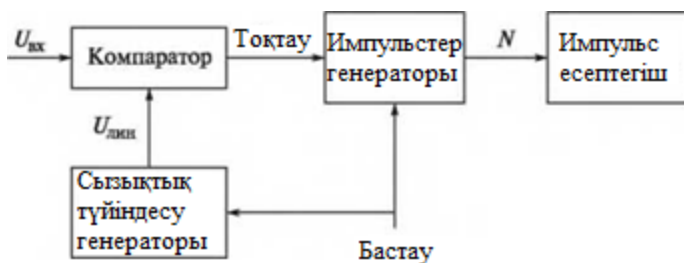 Uвх
Компаратор
Тоқтау
Импульстер
генераторы
N
Импульс
есептегіш
Uлин
Сызықтық
түйіндесу
генераторы
Бастау